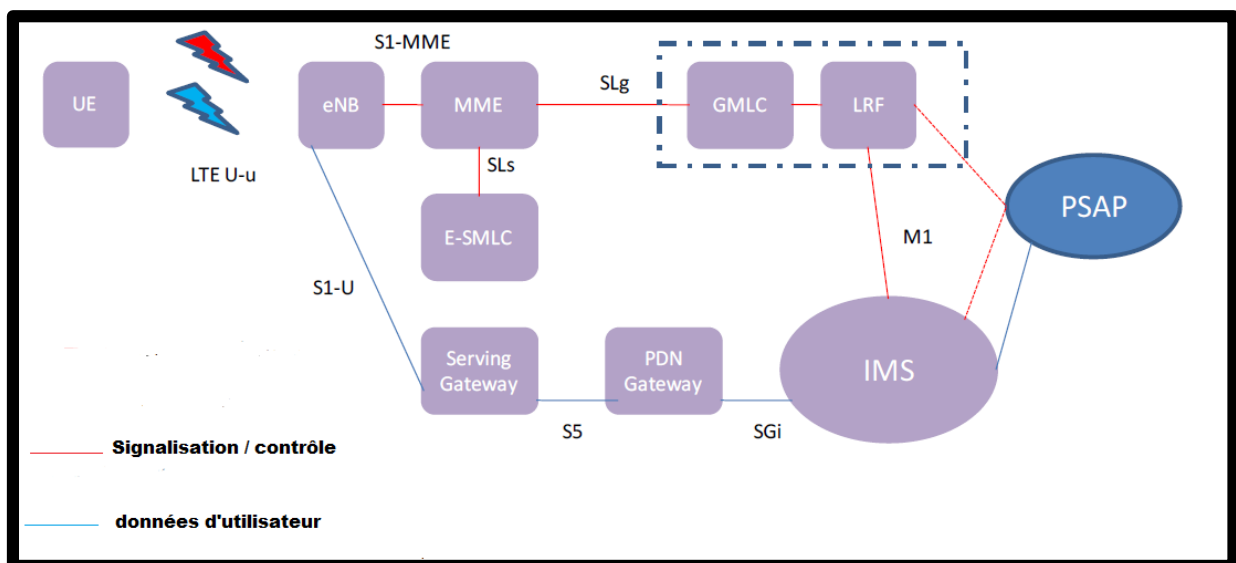 S1-MME
UE
eNB
MME
SLg
GMLC
LRF
LTE U-u
SLs
PSAP
E-SMLC
M1
S1-U
Serving
Gateway
PDN
Gateway
IMS
S5
SGi
Signalisation / contrôle
données d'utilisateur